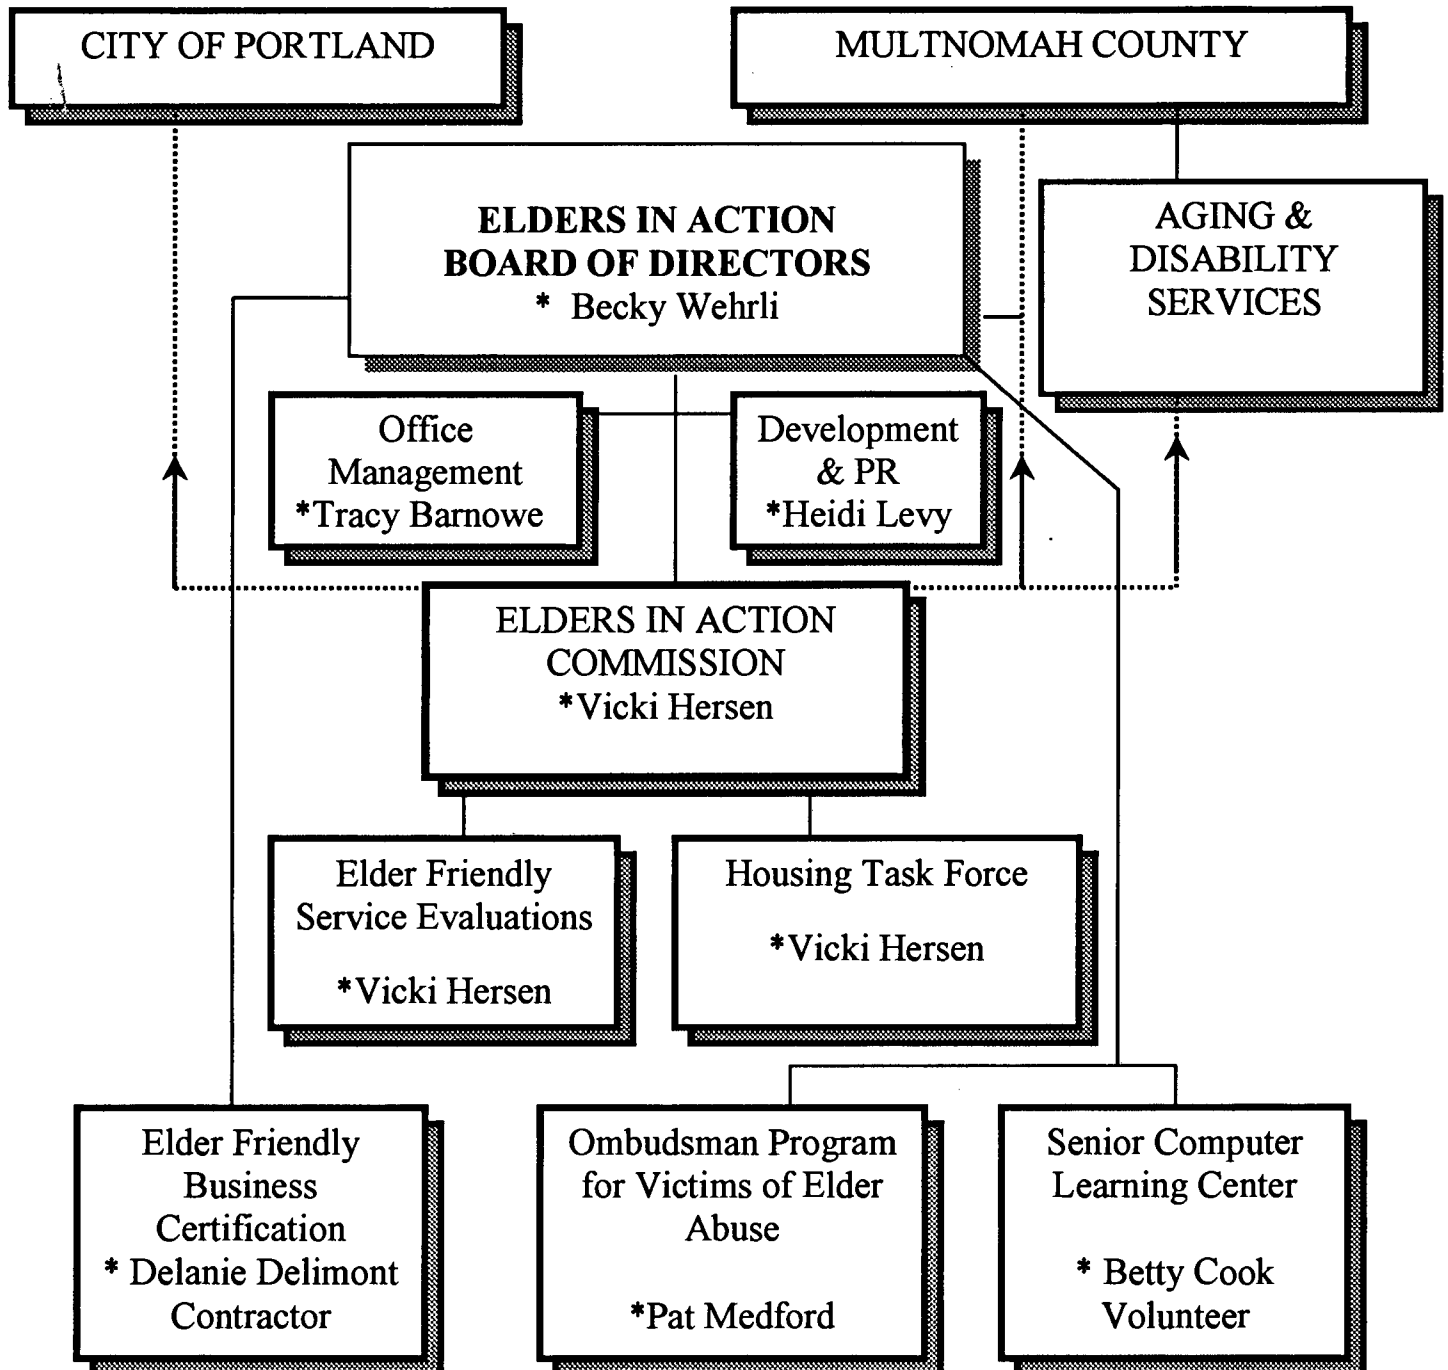 CITY OF PORTLAND
MULTNOMAH COUNTY
ELDERS IN ACTION
BOARD OF DIRECTORS
* Becky Wehrli
AGING &
DISABILITY
SERVICES
Office
Management
*Tracy Barnowe
Development
& PR
*Heidi Levy
ELDERS IN ACTION
COMMISSION
*Vicki Hersen
Elder Friendly
Service Evaluations
*Vicki Hersen
Housing Task Force
*Vicki Hersen
Elder Friendly
Business
Certification
* Delanie Delimont
Contractor
Ombudsman Program
for Victims of Elder
Abuse
*Pat Medford
Senior Computer
Learning Center
* Betty Cook
Volunteer